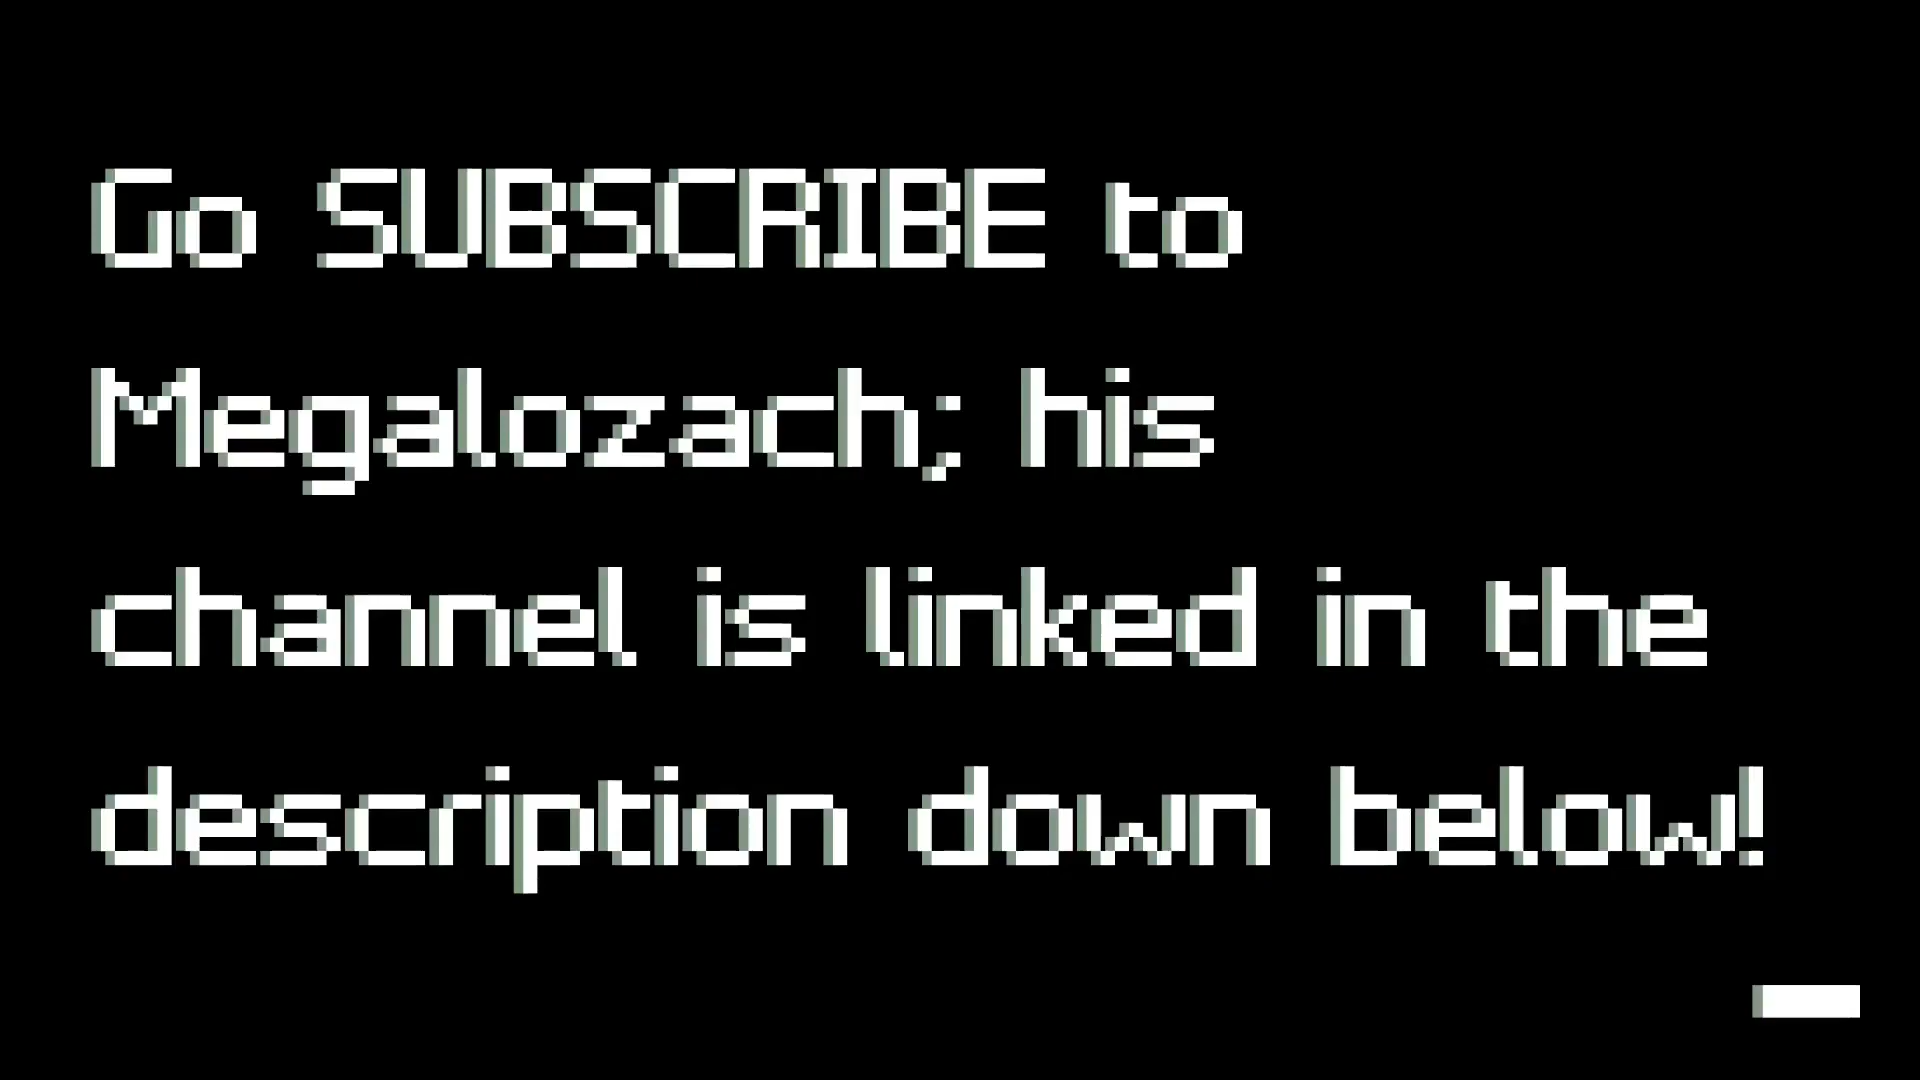 Go SUBSCRIBE to
Megalozach; his
channel is linked in the
description down below!